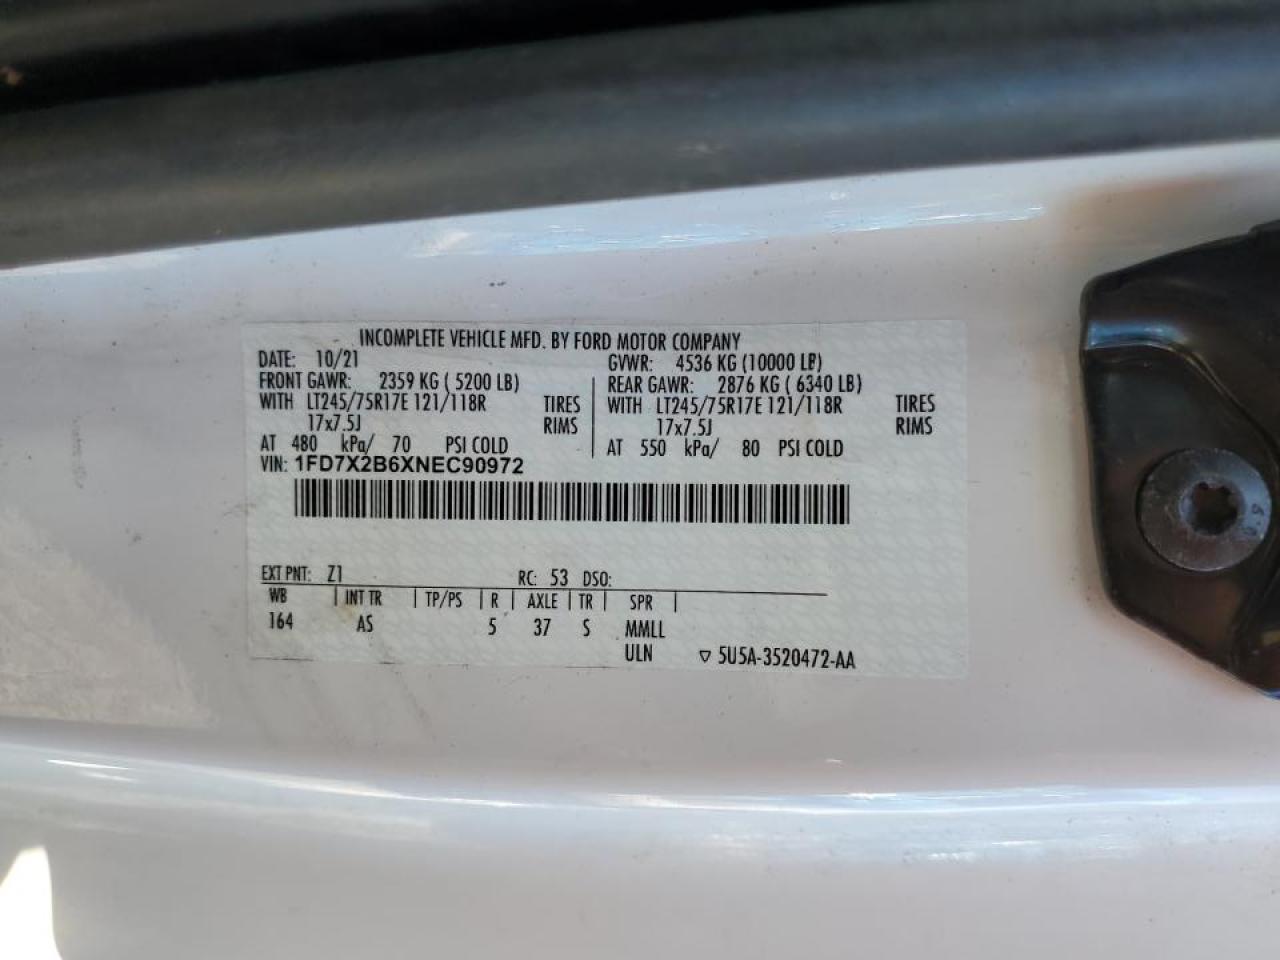 INCOMPLETE VEHICLE MFD. BY FORD MOTOR COMPANY
DATE: 10/21 GVWR: 4536 KG (10000 LB)
FRONT GAWR: 2359 KG ( 5200 LB) REAR GAWR: 2876 KG ( 6340 LB)
WITH LT245/75R17E 121/118R TIRES WITH LT245/75R17E 121/118R TIRES
17x7.5J RIMS 17x7.5J RIMS
AT 480 kPa/ 70 PSI COLD AT 550 kPa/ 80 PSI COLD
VIN: 1FD7X2B6XNEC90972
EXT PNT: Z1 RC: 53 DSO:
WB INT TR TP/PS R AXLE TR SPR
164 AS 5 37 S MMLL
ULN ▽ 5U5A-3520472-AA